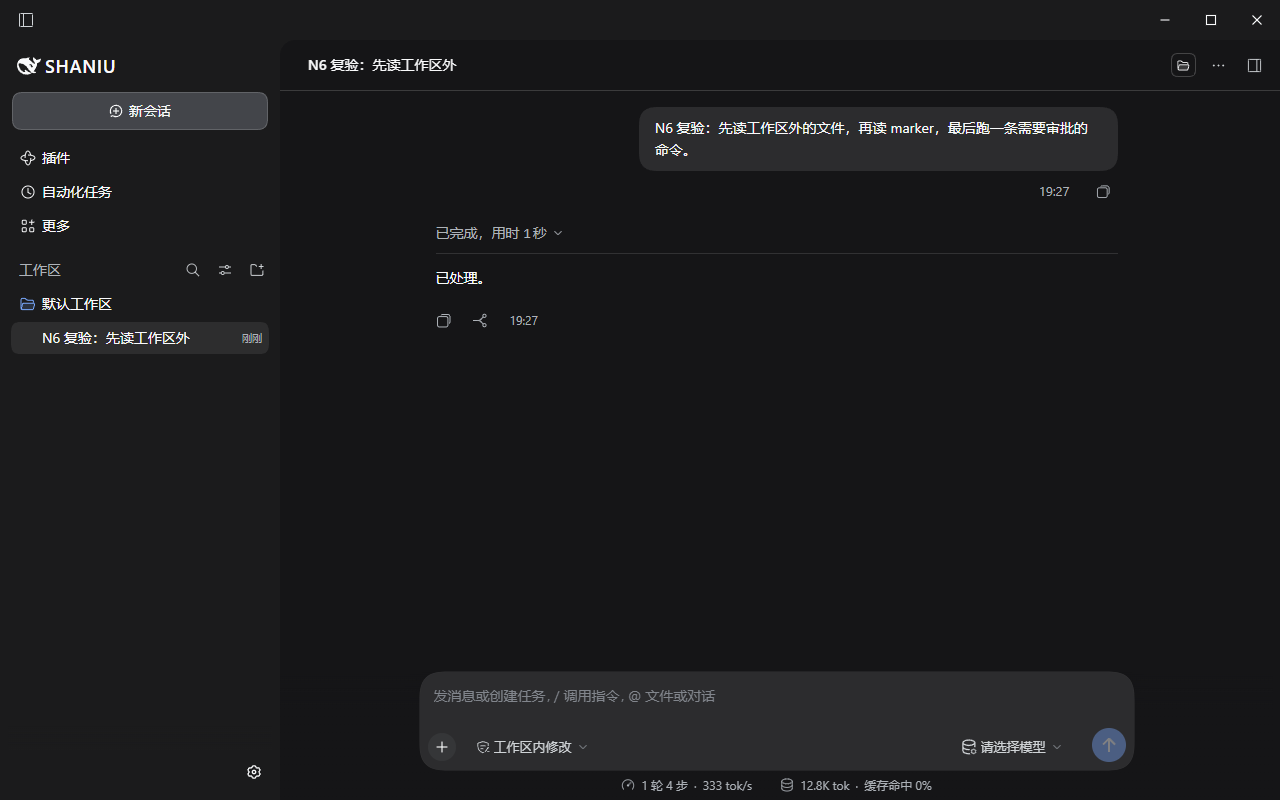 SHANIU
新会话
插件
自动化任务
更多
工作区
默认工作区
N6 复验：先读工作区外 刚刚
N6 复验：先读工作区外
N6 复验：先读工作区外的文件，再读 marker，最后跑一条需要审批的
命令。
19:27
已完成，用时 1 秒
已处理。
19:27
发消息或创建任务, / 调用指令, @ 文件或对话
工作区内修改 请选择模型
1 轮 4 步 · 333 tok/s 12.8K tok · 缓存命中 0%